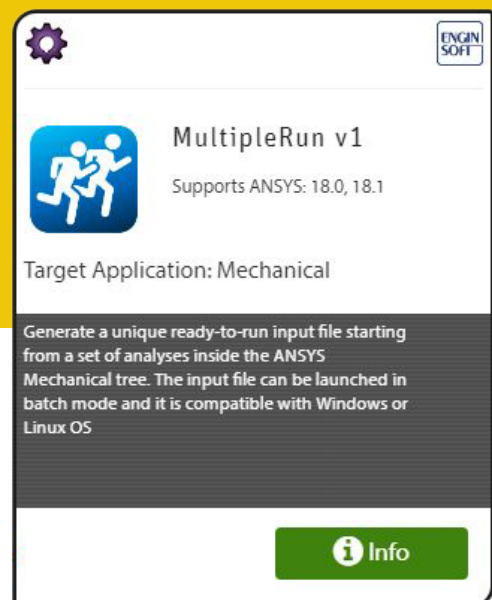 ENGIN
SOFT
MultipleRun v1
Supports ANSYS: 18.0, 18.1
Target Application: Mechanical
Generate a unique ready-to-run input file starting
from a set of analyses inside the ANSYS
Mechanical tree. The input file can be launched in
batch mode and it is compatible with Windows or
Linux OS
i Info